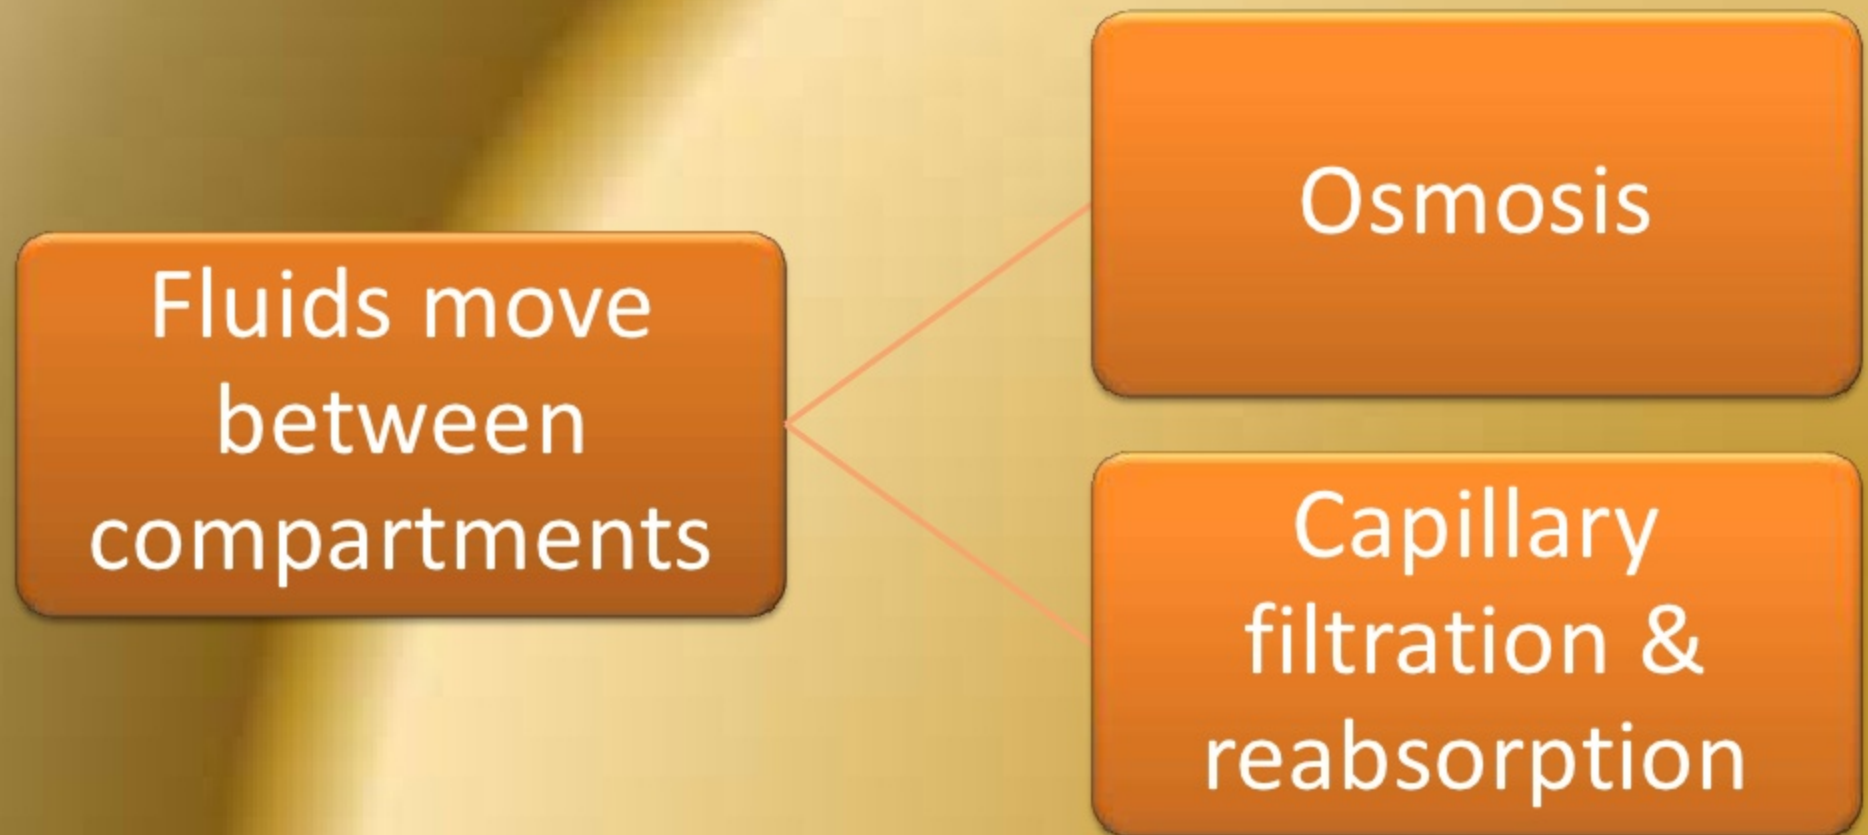 Fluids move
between
compartments
Osmosis
Capillary
filtration &
reabsorption